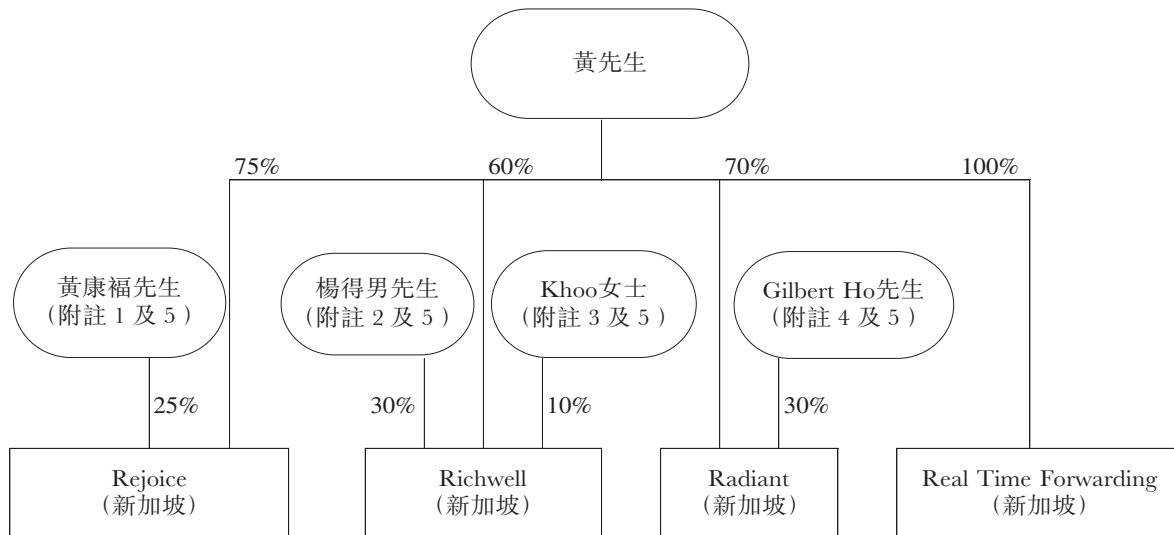 黃先生
75%
60%
70%
100%
黃康福先生
(附註 1 及 5)
楊得男先生
(附註 2 及 5)
Khoo女士
(附註 3 及 5)
Gilbert Ho先生
(附註 4 及 5)
25%
30%
10%
30%
Rejoice
(新加坡)
Richwell
(新加坡)
Radiant
(新加坡)
Real Time Forwarding
(新加坡)